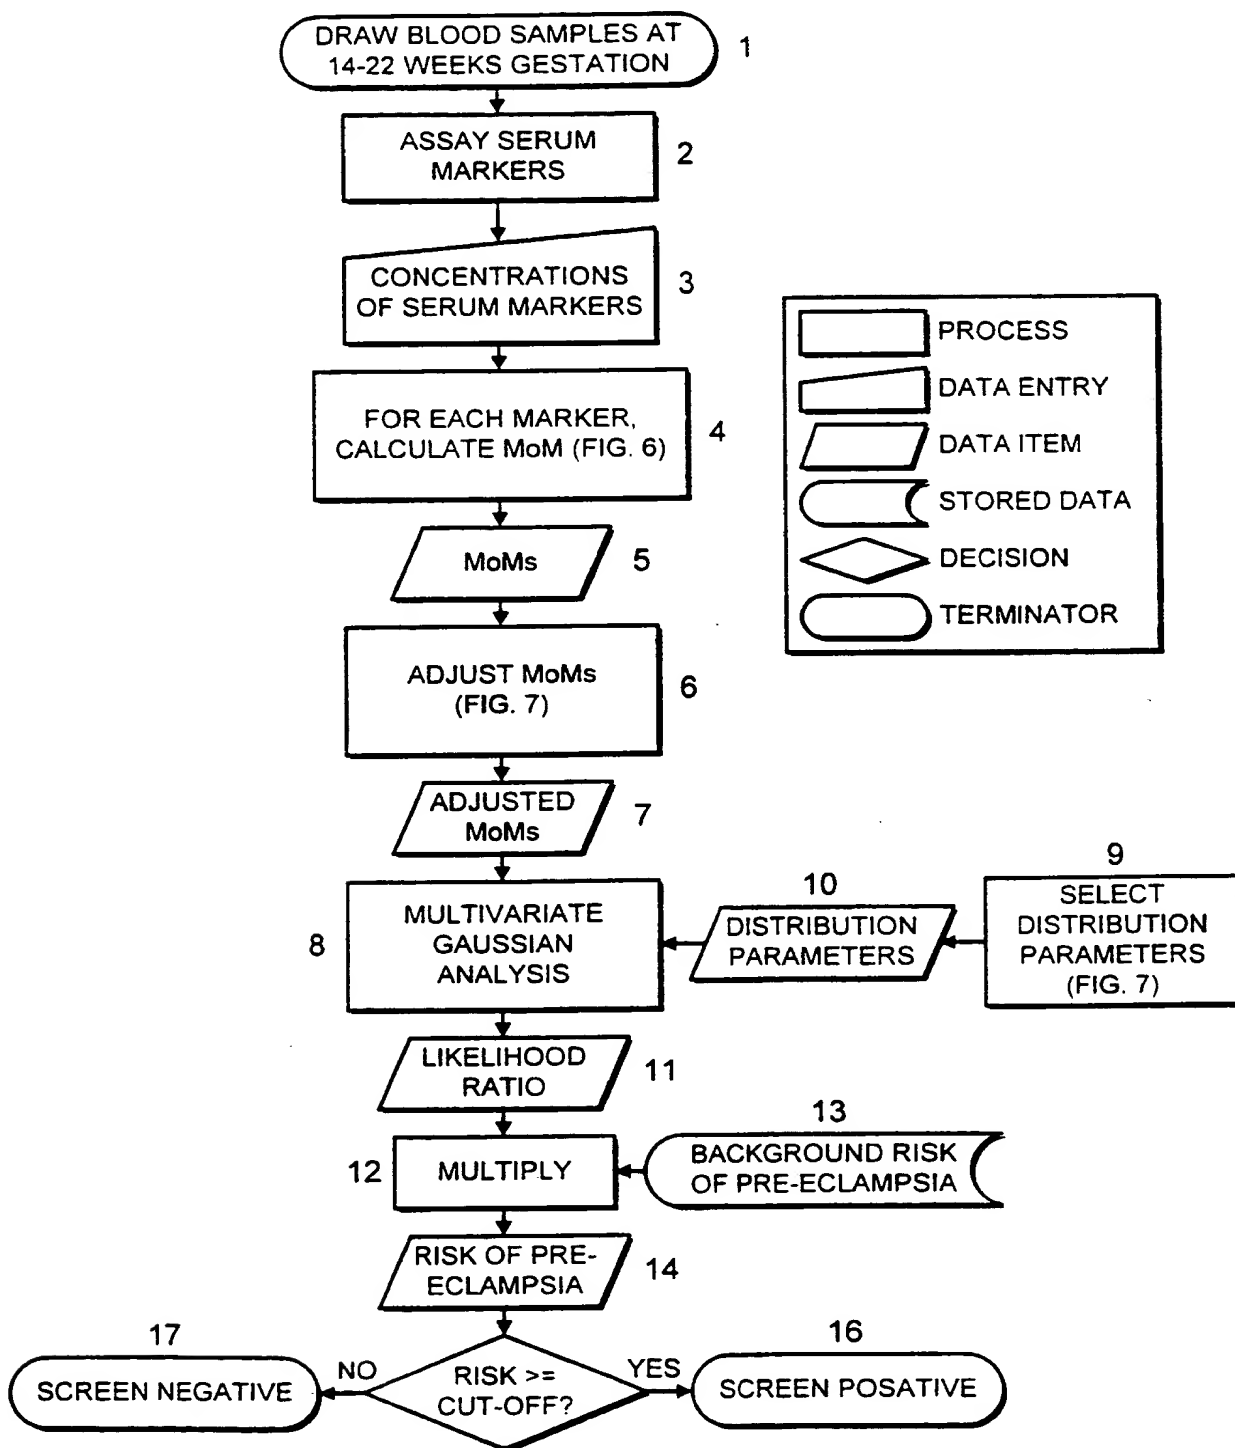 DRAW BLOOD SAMPLES AT
14-22 WEEKS GESTATION
1
ASSAY SERUM
MARKERS
2
CONCENTRATIONS
OF SERUM MARKERS
3
FOR EACH MARKER,
CALCULATE MoM (FIG. 6)
4
MoMs
5
ADJUST MoMs
(FIG. 7)
6
ADJUSTED
MoMs
7
MULTIVARIATE
GAUSSIAN
ANALYSIS
8
9
SELECT
DISTRIBUTION
PARAMETERS
(FIG. 7)
10
DISTRIBUTION
PARAMETERS
LIKELIHOOD
RATIO
11
12
MULTIPLY
13
BACKGROUND RISK
OF PRE-ECLAMPSIA
RISK OF PRE-
ECLAMPSIA
14
RISK >=
CUT-OFF?
NO
YES
17
SCREEN NEGATIVE
16
SCREEN POSATIVE
PROCESS
DATA ENTRY
DATA ITEM
STORED DATA
DECISION
TERMINATOR